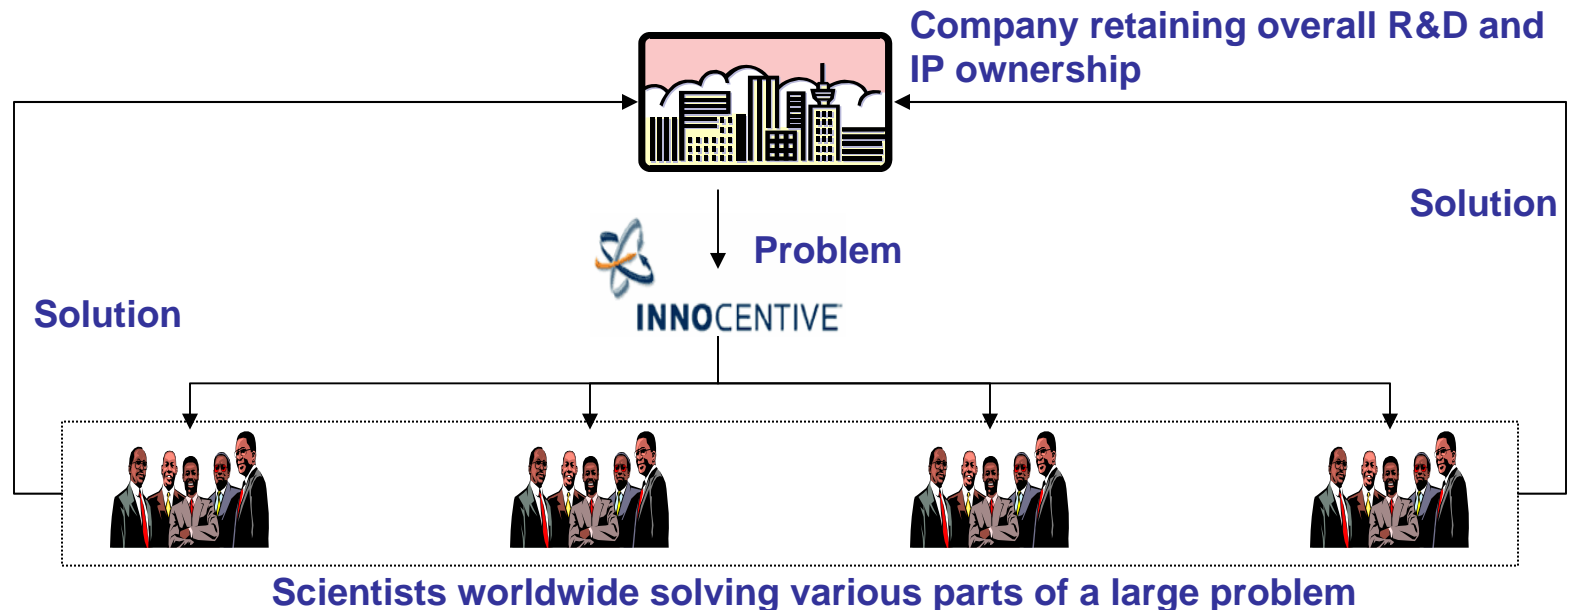 Company retaining overall R&D and
IP ownership
Solution
Problem
INNOCENTIVE
Solution
Scientists worldwide solving various parts of a large problem